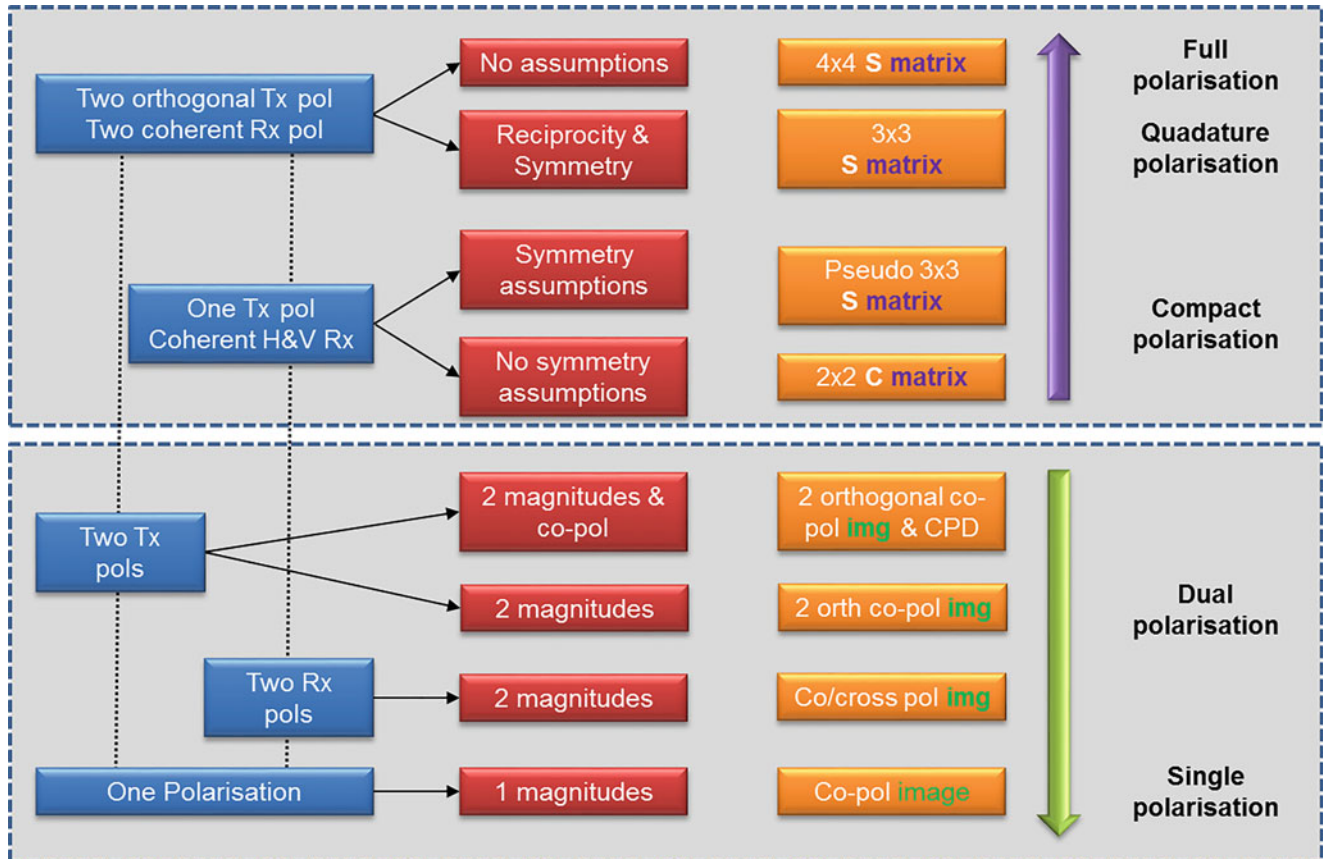 Two orthogonal Tx pol
Two coherent Rx pol
No assumptions
4x4 S matrix
Full
polarisation
Reciprocity &
Symmetry
3x3
S matrix
Quadature
polarisation
One Tx pol
Coherent H&V Rx
Symmetry
assumptions
Pseudo 3x3
S matrix
No symmetry
assumptions
2x2 C matrix
Compact
polarisation
Two Tx
pols
2 magnitudes &
co-pol
2 orthogonal co-
pol img & CPD
2 magnitudes
2 orth co-pol img
Dual
polarisation
Two Rx
pols
2 magnitudes
Co/cross pol img
One Polarisation
1 magnitudes
Co-pol image
Single
polarisation